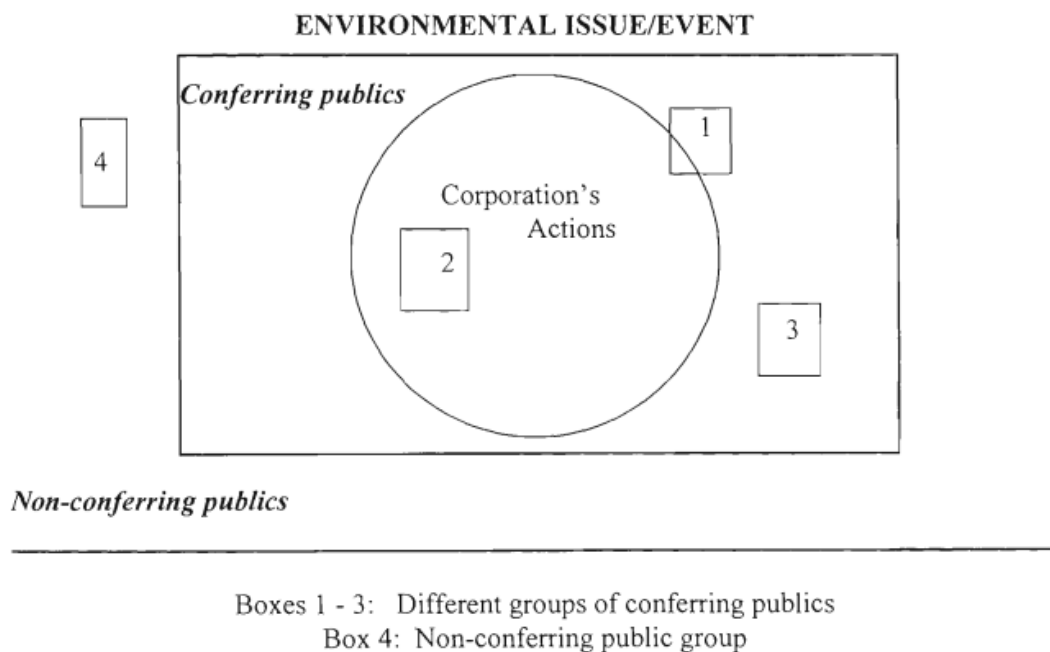 ENVIRONMENTAL ISSUE/EVENT
Conferring publics
1
4
Corporation's
Actions
2
3
Non-conferring publics
Boxes 1 - 3: Different groups of conferring publics
Box 4: Non-conferring public group